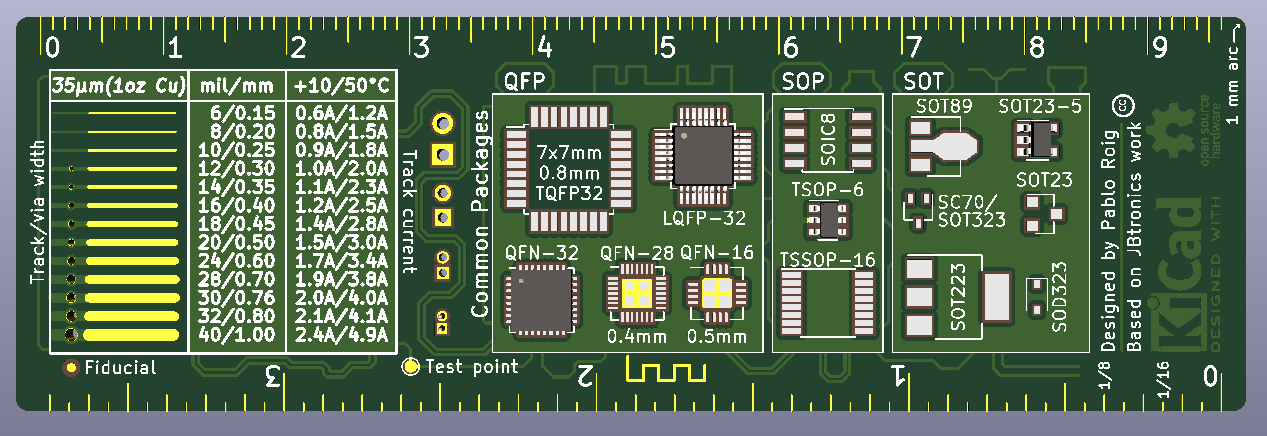 0 1 2 3 4 5 6 7 8 9
1 mm arc
35µm(1oz Cu) mil/mm +10/50°C
6/0.15 0.6A/1.2A
8/0.20 0.8A/1.5A
10/0.25 0.9A/1.8A
12/0.30 1.0A/2.0A
14/0.35 1.1A/2.3A
16/0.40 1.2A/2.5A
18/0.45 1.4A/2.8A
20/0.50 1.5A/3.0A
24/0.60 1.7A/3.4A
28/0.70 1.9A/3.8A
30/0.76 2.0A/4.0A
32/0.80 2.1A/4.1A
40/1.00 2.4A/4.9A
Track/via width
Track current
Fiducial
Test point
Common Packages
QFP
7x7mm
0.8mm
TQFP32
LQFP-32
QFN-32
QFN-28
0.4mm
QFN-16
0.5mm
SOP
SOIC8
TSOP-6
TSSOP-16
SOT
SOT89
SOT23-5
SC70/
SOT323
SOT23
SOT223
SOD323
cc
Designed by Pablo Roig
Based on JBtronics work
open source
hardware
KiCad
DESIGNED WITH
1/8
1/16
3 2 1 0